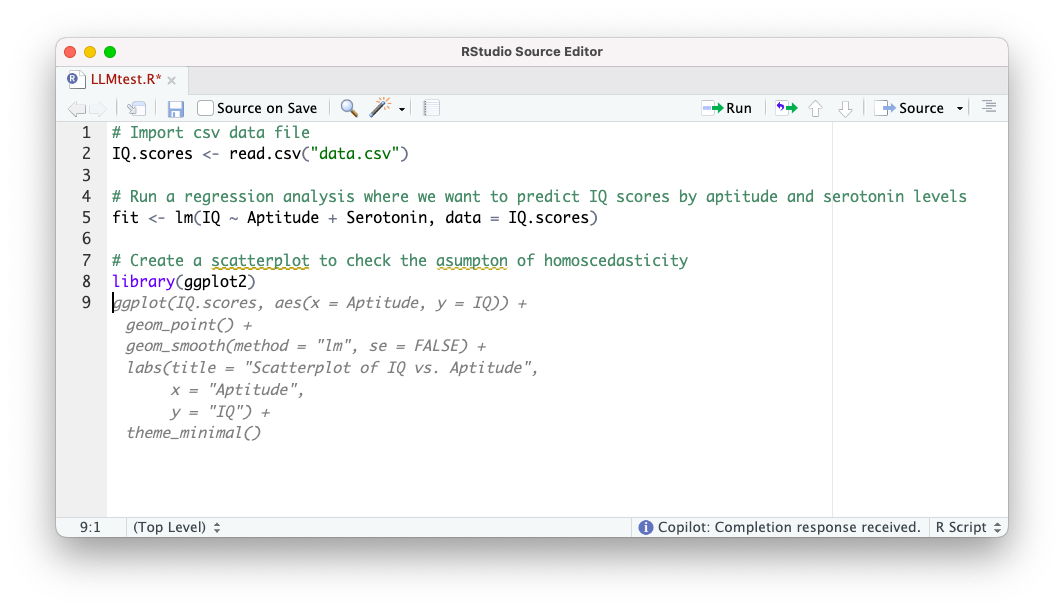 RStudio Source Editor
LLMtest.R*
Source on Save
Run
Source
1 # Import csv data file
2 IQ.scores <- read.csv("data.csv")
3
4 # Run a regression analysis where we want to predict IQ scores by aptitude and serotonin levels
5 fit <- lm(IQ ~ Aptitude + Serotonin, data = IQ.scores)
6
7 # Create a scatterplot to check the asumpton of homoscedasticity
8 library(ggplot2)
9 ggplot(IQ.scores, aes(x = Aptitude, y = IQ)) +
geom_point() +
geom_smooth(method = "lm", se = FALSE) +
labs(title = "Scatterplot of IQ vs. Aptitude",
x = "Aptitude",
y = "IQ") +
theme_minimal()
9:1 (Top Level) Copilot: Completion response received. R Script